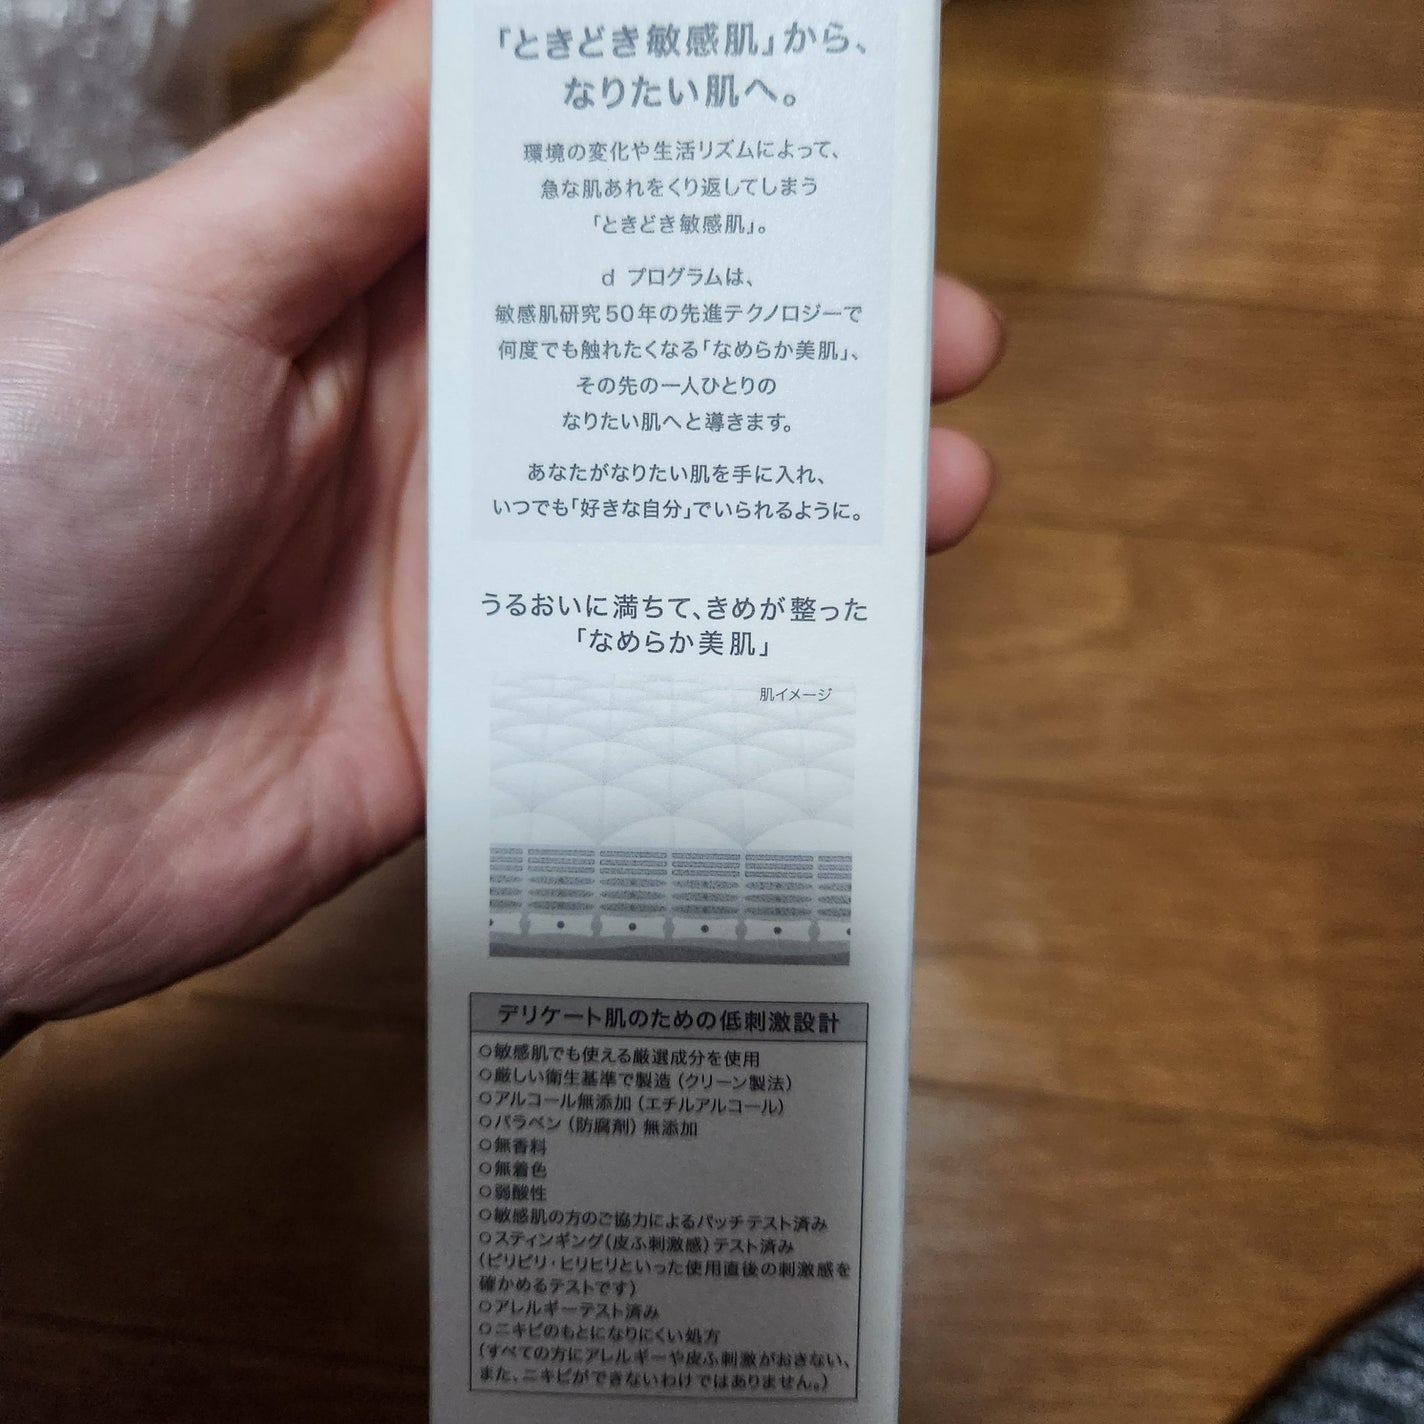 「ときどき敏感肌」から、
なりたい肌へ。
環境の変化や生活リズムによって、
急な肌あれをくり返してしまう
「ときどき敏感肌」。
d プログラムは、
敏感肌研究50年の先進テクノロジーで
何度でも触れたくなる「なめらか美肌」、
その先の一人ひとりの
なりたい肌へと導きます。
あなたがなりたい肌を手に入れ、
いつでも「好きな自分」でいられるように。
うるおいに満ちて、きめが整った
「なめらか美肌」
肌イメージ
デリケート肌のための低刺激設計
○敏感肌でも使える厳選成分を使用
○厳しい衛生基準で製造（クリーン製法）
○アルコール無添加（エチルアルコール）
○パラベン（防腐剤）無添加
○無香料
○無着色
○弱酸性
○敏感肌の方のご協力によるパッチテスト済み
○スティンギング（皮ふ刺激感）テスト済み
（ピリピリ・ヒリヒリといった使用直後の刺激感を
確かめるテストです）
○アレルギーテスト済み
○ニキビのもとになりにくい処方
（すべての方にアレルギーや皮ふ刺激がおきない、
また、ニキビができないわけではありません。）